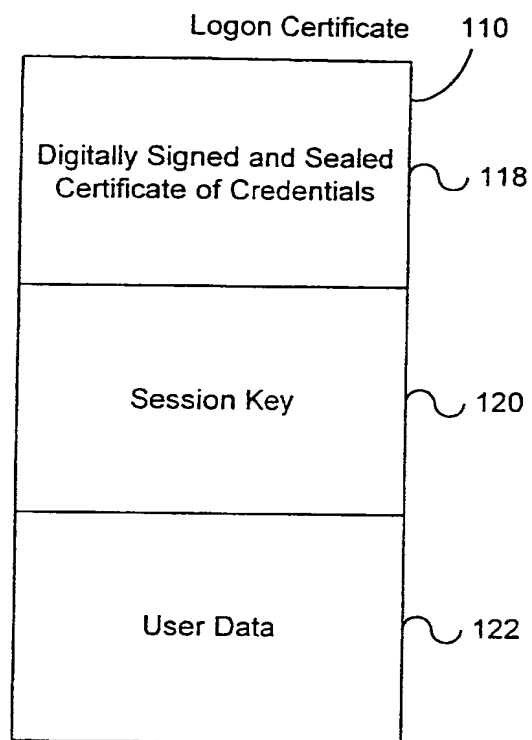 Logon Certificate 110
Digitally Signed and Sealed
Certificate of Credentials
118
Session Key
120
User Data
122